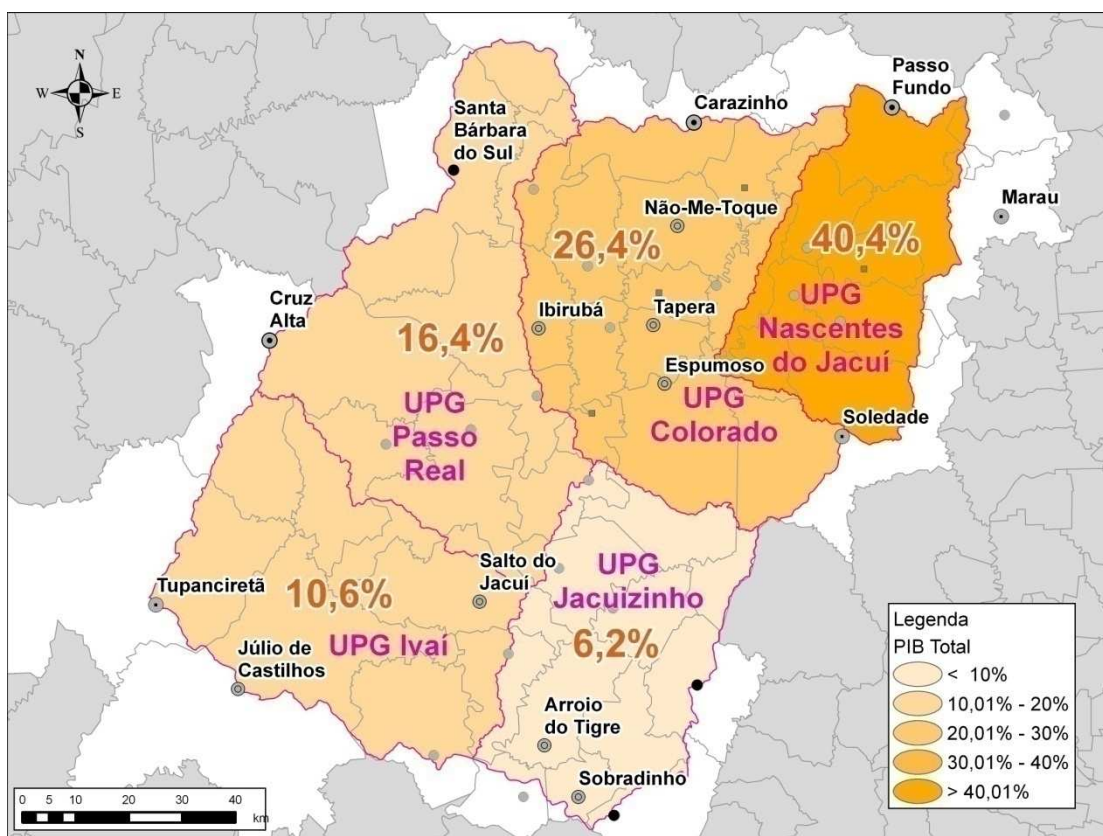 N
W E
S
Passo
Fundo
Carazinho
Santa
Bárbara
do Sul
Marau
Não-Me-Toque
26,4%
40,4%
UPG
Nascentes
do Jacuí
Cruz
Alta
Ibirubá
Tapera
16,4%
Espumoso
UPG
Passo
Real
UPG
Colorado
Soledade
Salto do
Jacuí
UPG
Jacuizinho
6,2%
Tupanciretã
10,6%
UPG Ivaí
Júlio de
Castilhos
Arroio
do Tigre
Sobradinho
Legenda
PIB Total
< 10%
10,01% - 20%
20,01% - 30%
30,01% - 40%
> 40,01%
0 5 10 20 30 40
km